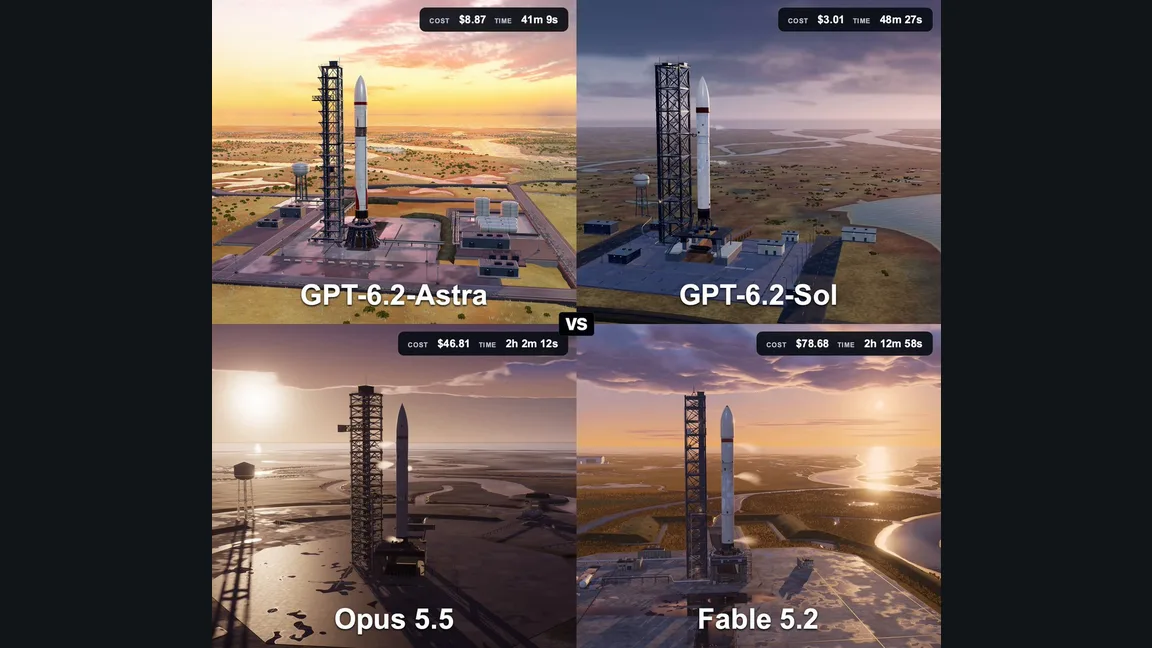 COST $8.87 TIME 41m 9s
COST $3.01 TIME 48m 27s
GPT-6.2-Astra
GPT-6.2-Sol
VS
COST $46.81 TIME 2h 2m 12s
COST $78.68 TIME 2h 12m 58s
Opus 5.5
Fable 5.2